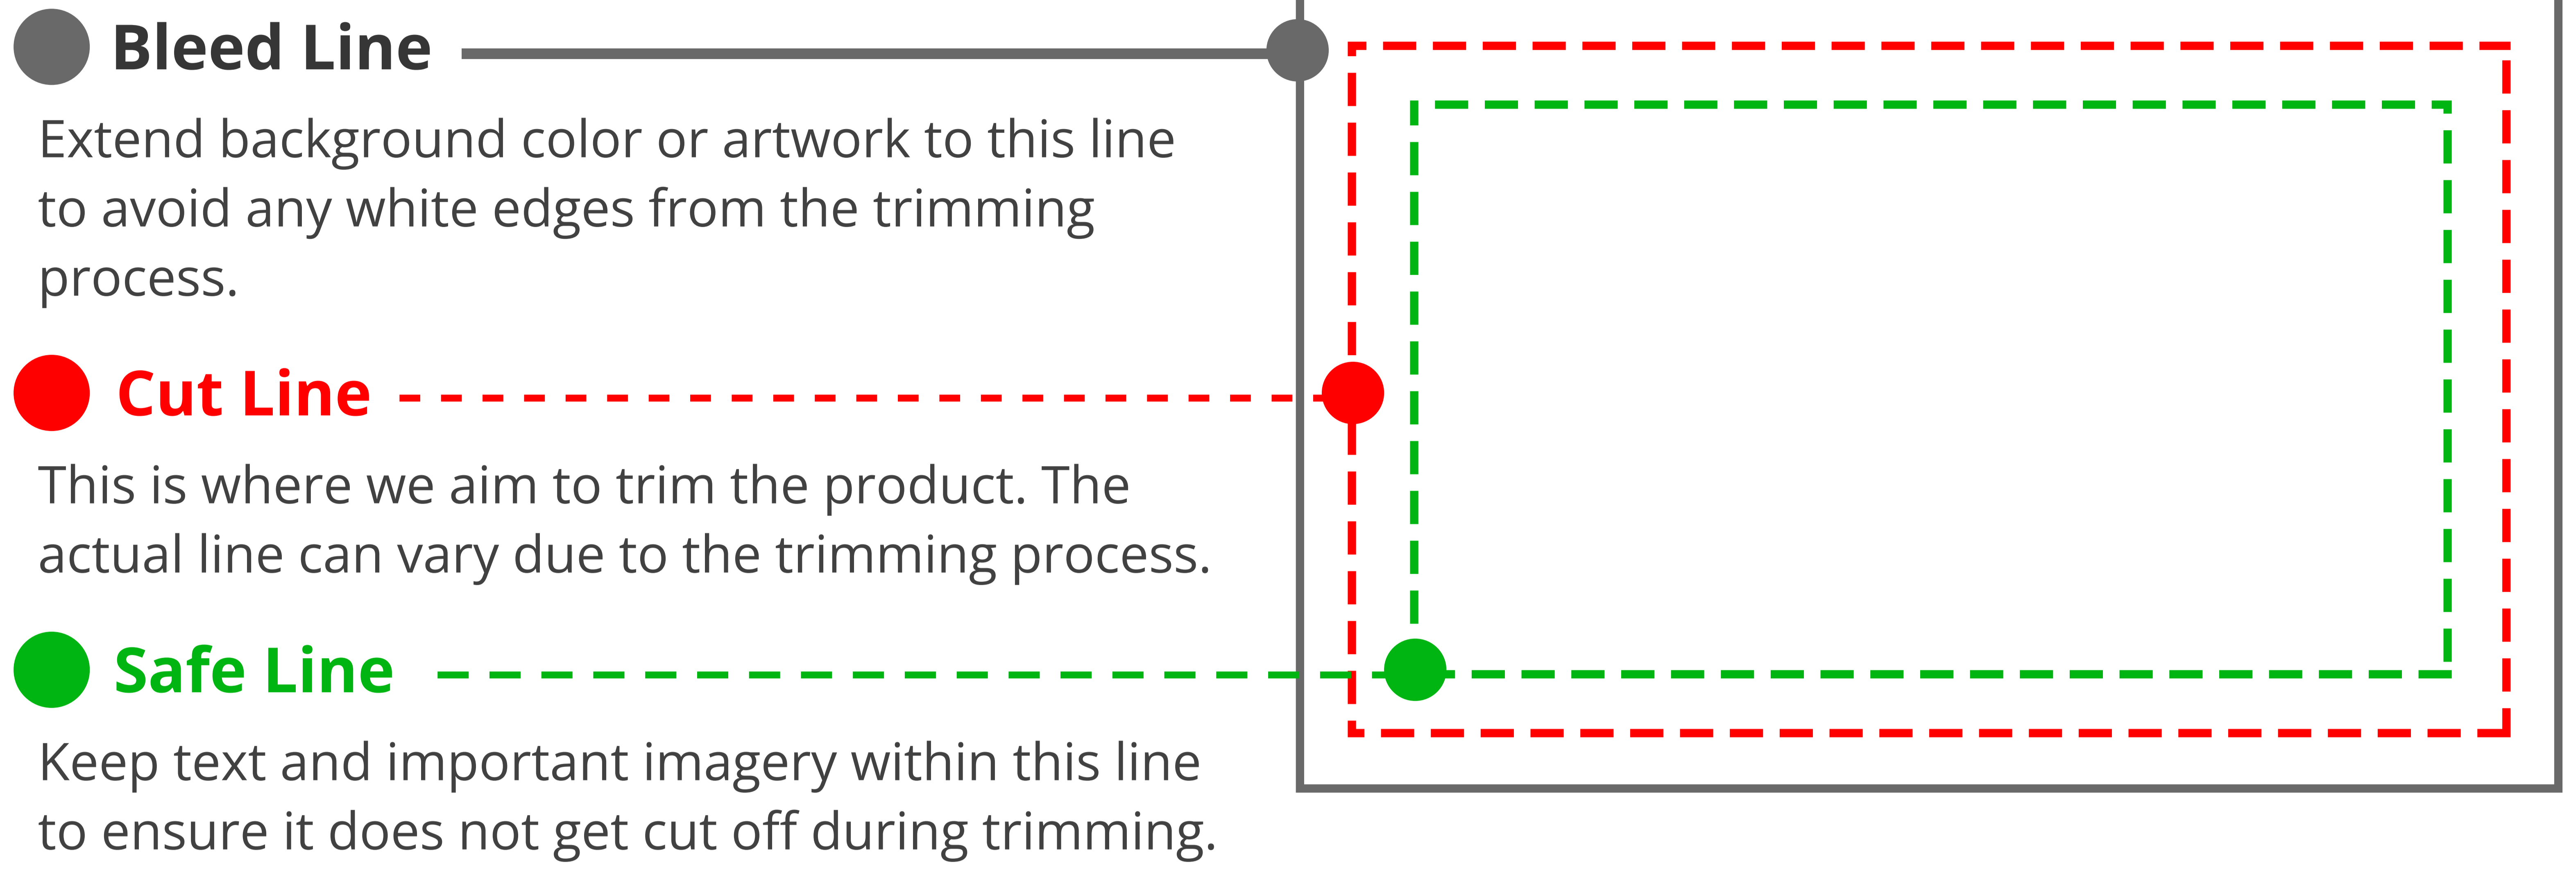 Bleed Line
Extend background color or artwork to this line
to avoid any white edges from the trimming
process.
Cut Line
This is where we aim to trim the product. The
actual line can vary due to the trimming process.
Safe Line
Keep text and important imagery within this line
to ensure it does not get cut off during trimming.